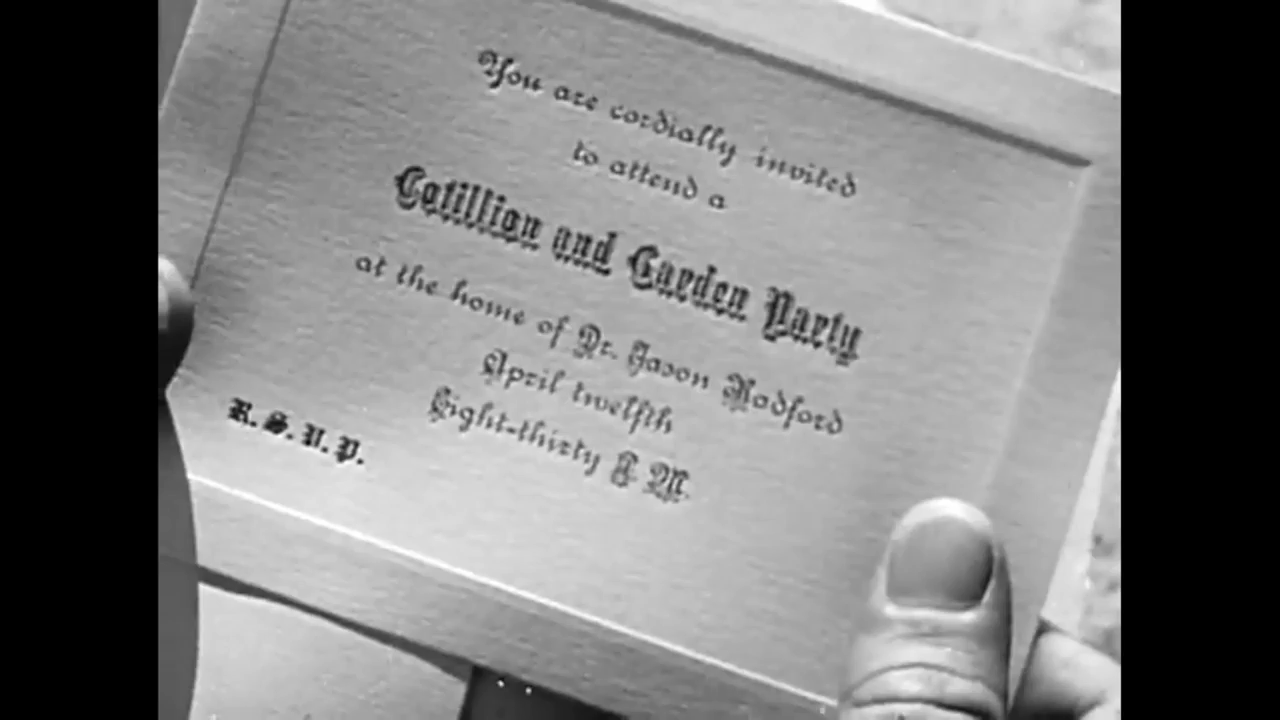 You are cordially invited
to attend a
Cotillion and Garden Party
at the home of Dr. Jason Radford
April twelfth
Eight-thirty P M.
R.S.V.P.